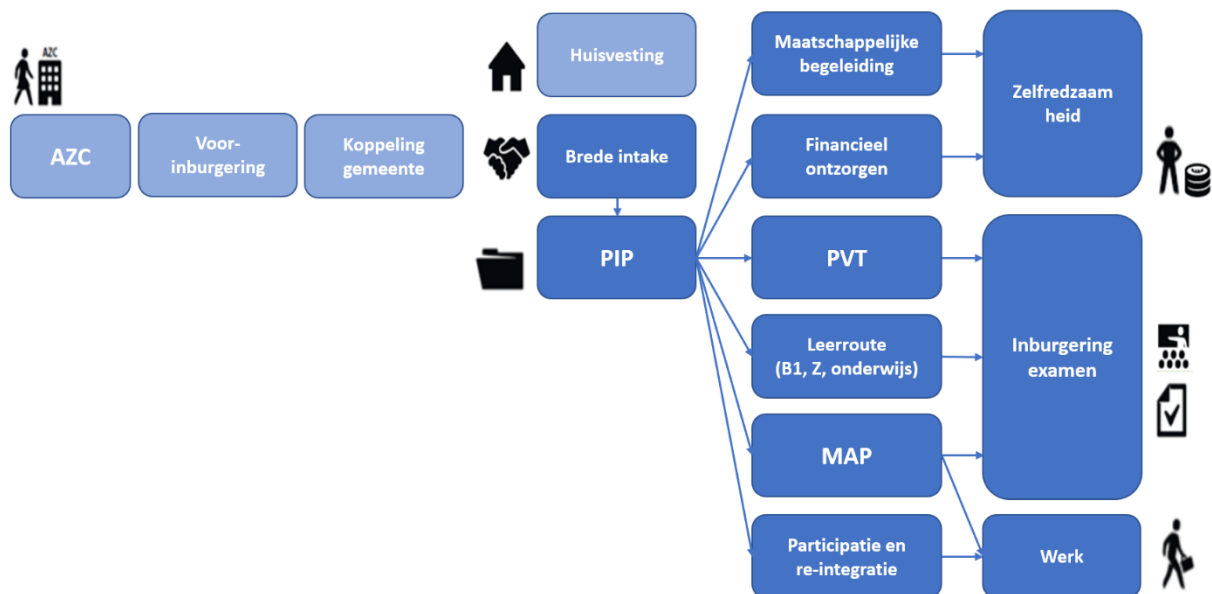 AZC
AZC
Voor-
inburgering
Koppeling
gemeente
Huisvesting
Brede intake
PIP
Maatschappelijke
begeleiding
Financieel
ontzorgen
PVT
Leerroute
(B1, Z, onderwijs)
MAP
Participatie en
re-integratie
Zelfredzaam
heid
Inburgering
examen
Werk